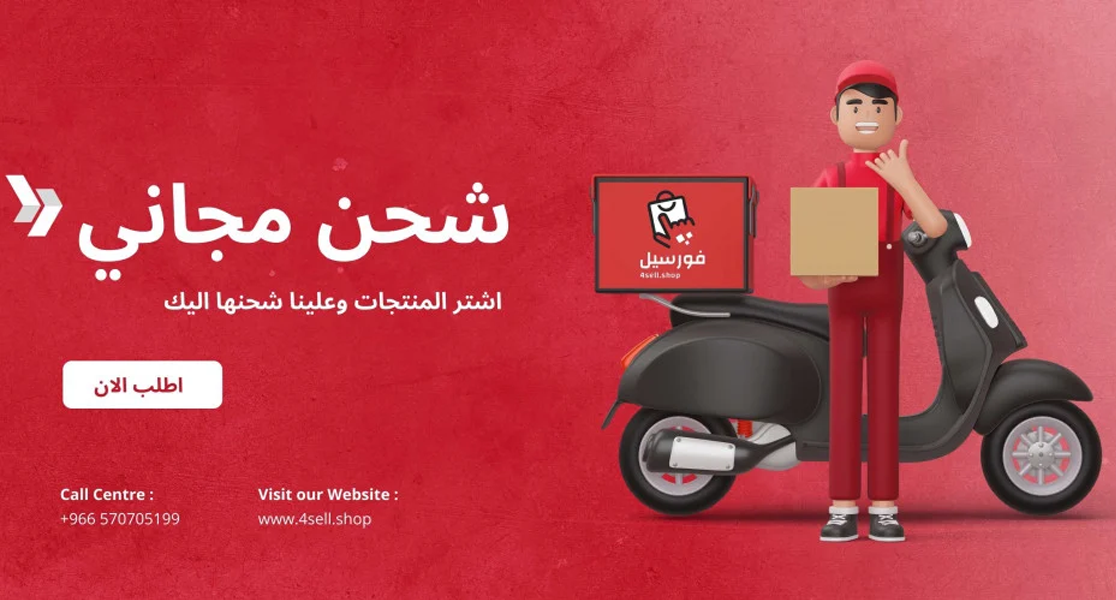 شحن مجاني
اشتر المنتجات وعلينا شحنها اليك
اطلب الان
Call Centre :
+966 570705199
Visit our Website :
www.4sell.shop
فورسيل
4sell.shop